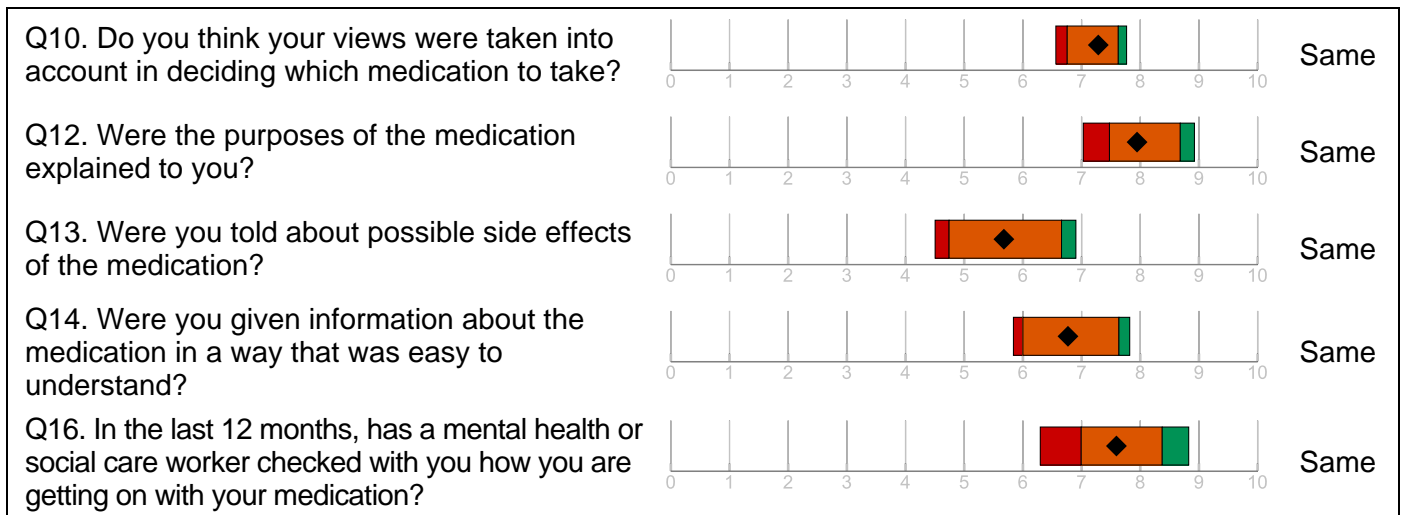 Q10. Do you think your views were taken into
account in deciding which medication to take?
0 1 2 3 4 5 6 7 8 9 10
Same
Q12. Were the purposes of the medication
explained to you?
0 1 2 3 4 5 6 7 8 9 10
Same
Q13. Were you told about possible side effects
of the medication?
0 1 2 3 4 5 6 7 8 9 10
Same
Q14. Were you given information about the
medication in a way that was easy to
understand?
0 1 2 3 4 5 6 7 8 9 10
Same
Q16. In the last 12 months, has a mental health or
social care worker checked with you how you are
getting on with your medication?
0 1 2 3 4 5 6 7 8 9 10
Same